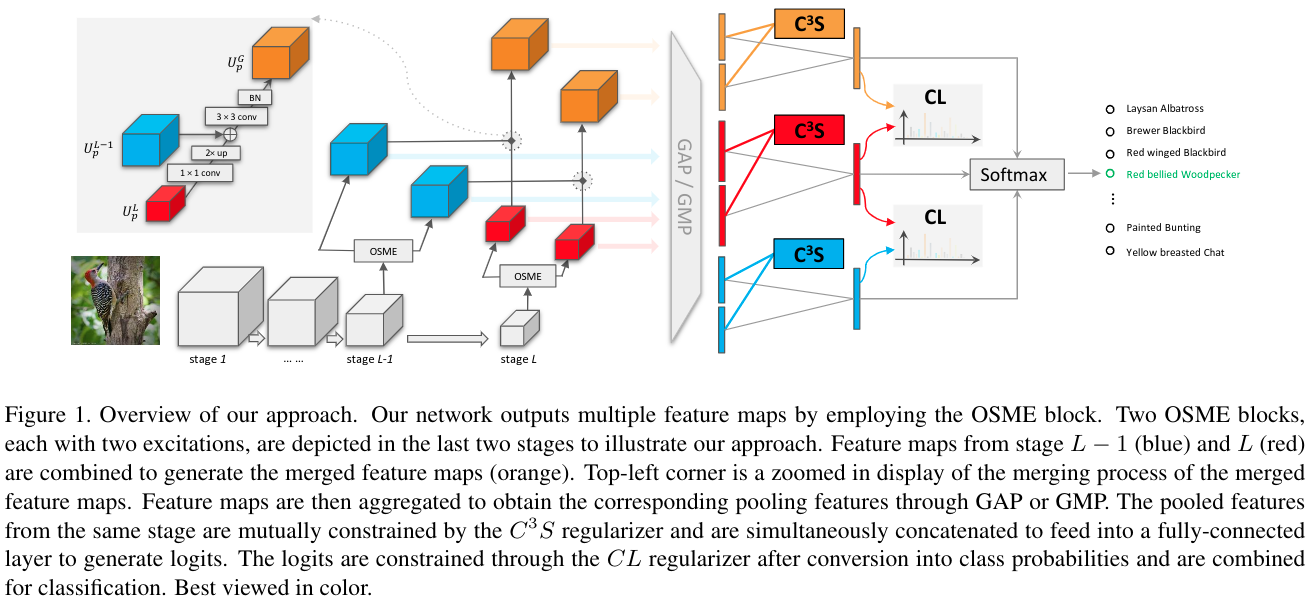 U_p^G
BN
3 × 3 conv
U_p^{L-1}
2× up
1 × 1 conv
U_p^L
OSME
OSME
stage 1
... ...
stage L-1
stage L
GAP / GMP
C³S
CL
C³S
Softmax
CL
C³S
Laysan Albatross
Brewer Blackbird
Red winged Blackbird
Red bellied Woodpecker
⋮
Painted Bunting
Yellow breasted Chat
Figure 1. Overview of our approach. Our network outputs multiple feature maps by employing the OSME block. Two OSME blocks,
each with two excitations, are depicted in the last two stages to illustrate our approach. Feature maps from stage L − 1 (blue) and L (red)
are combined to generate the merged feature maps (orange). Top-left corner is a zoomed in display of the merging process of the merged
feature maps. Feature maps are then aggregated to obtain the corresponding pooling features through GAP or GMP. The pooled features
from the same stage are mutually constrained by the C³S regularizer and are simultaneously concatenated to feed into a fully-connected
layer to generate logits. The logits are constrained through the CL regularizer after conversion into class probabilities and are combined
for classification. Best viewed in color.